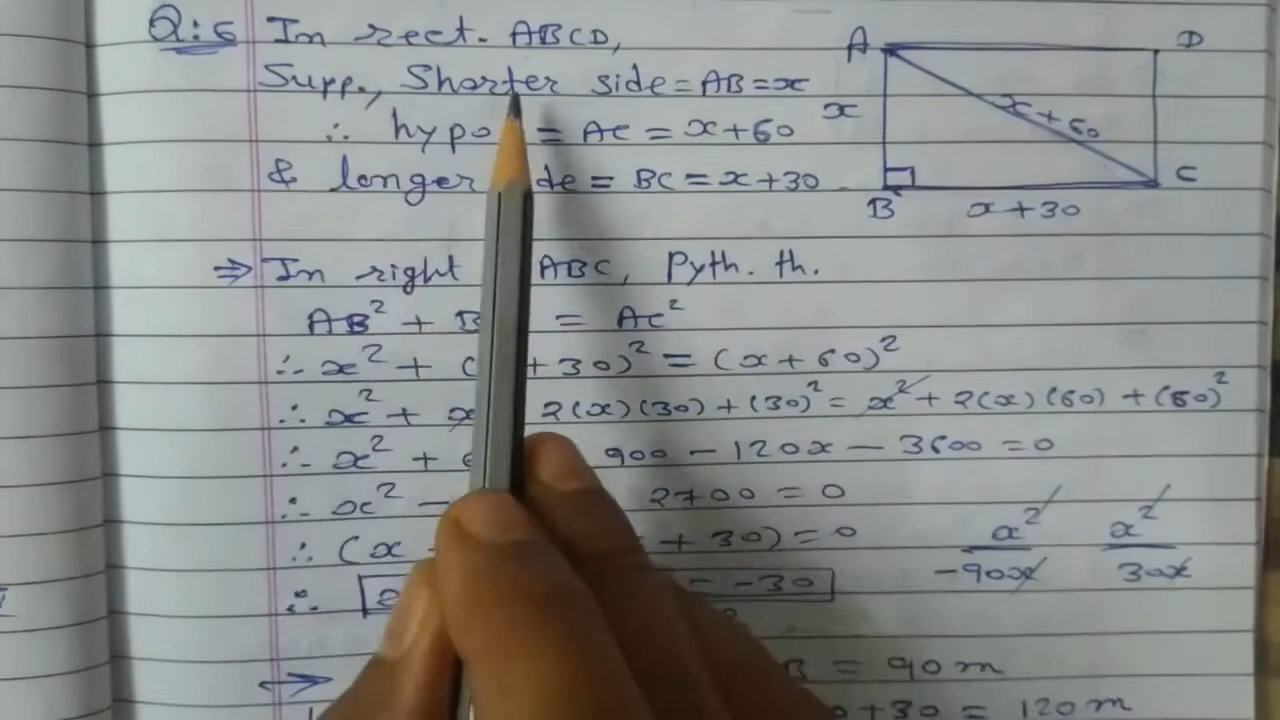 Q:6 In rect. ABCD,
Supp., Shorter side = AB = x
∴ hypo = AC = x+60
& longer de = BC = x+30
A D
x x+60
B x+30 C
⇒ In right ABC, Pyth. th.
AB² + B = AC²
∴ x² + ( +30)² = (x+60)²
∴ x² + x 2(x)(30) + (30)² = x² + 2(x)(60) + (60)²
∴ x² + 6 900 - 120x - 3600 = 0
∴ x² - 2700 = 0
∴ (x - + 30) = 0
x² x²
-90x 30x
∴ = -30
→ B = 90 m
+30 = 120 m